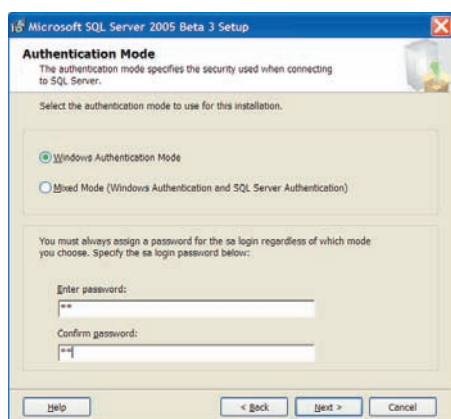 Microsoft SQL Server 2005 Beta 3 Setup
Authentication Mode
The authentication mode specifies the security used when connecting
to SQL Server.
Select the authentication mode to use for this installation.
Windows Authentication Mode
Mixed Mode (Windows Authentication and SQL Server Authentication)
You must always assign a password for the sa login regardless of which mode
you choose. Specify the sa login password below:
Enter password:
**
Confirm password:
**
Help
< Back
Next >
Cancel